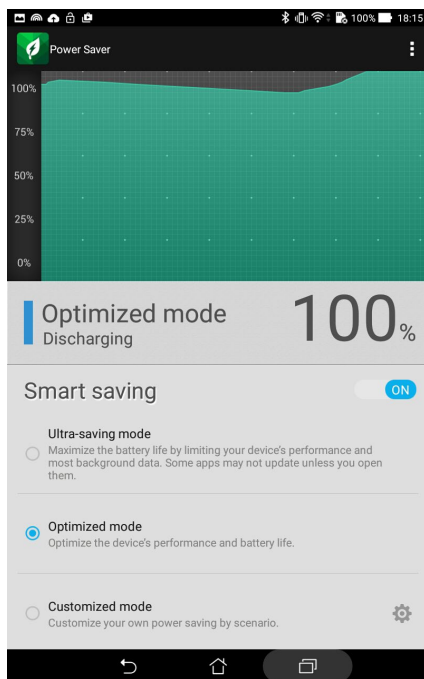 100% 18:15
Power Saver
100%
75%
50%
25%
0%
Optimized mode
Discharging
100%
Smart saving
ON
Ultra-saving mode
Maximize the battery life by limiting your device's performance and
most background data. Some apps may not update unless you open
them.
Optimized mode
Optimize the device's performance and battery life.
Customized mode
Customize your own power saving by scenario.